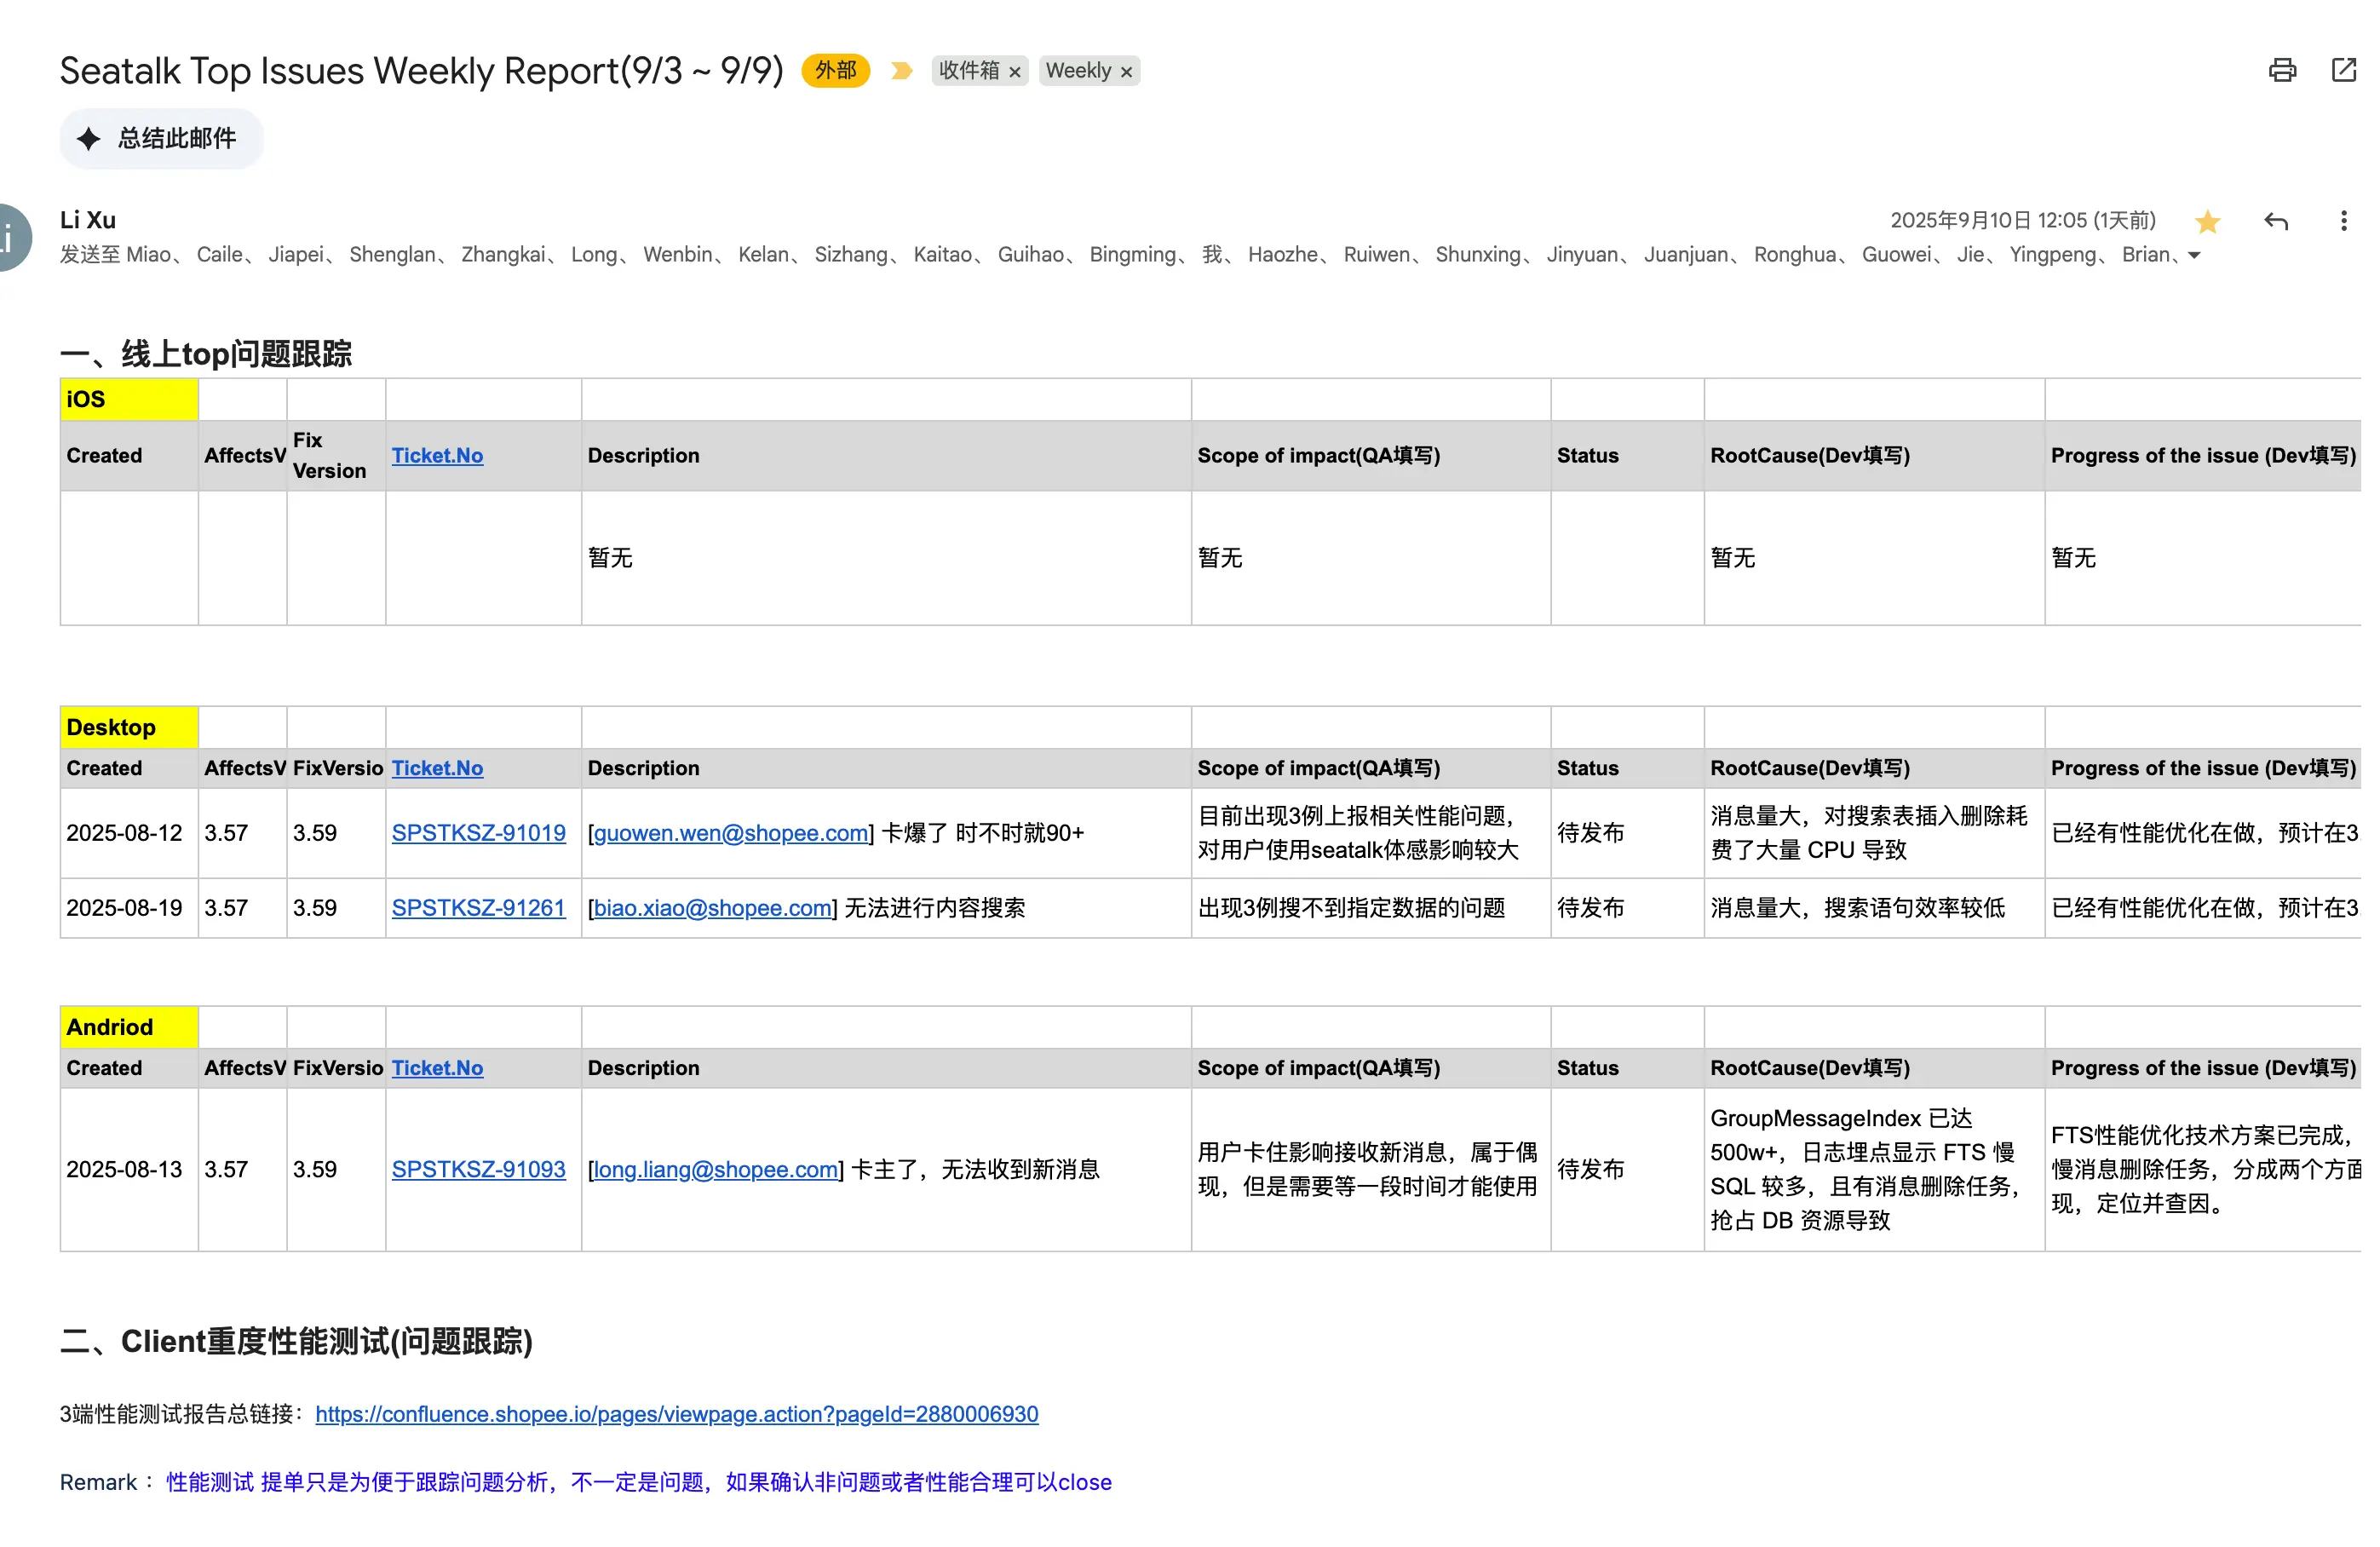 Seatalk Top Issues Weekly Report(9/3 ~ 9/9) 外部 收件箱 × Weekly ×
总结此邮件
Li Xu
2025年9月10日 12:05 (1天前)
发送至 Miao、 Caile、 Jiapei、 Shenglan、 Zhangkai、 Long、 Wenbin、 Kelan、 Sizhang、 Kaitao、 Guihao、 Bingming、 我、 Haozhe、 Ruiwen、 Shunxing、 Jinyuan、 Juanjuan、 Ronghua、 Guowei、 Jie、 Yingpeng、 Brian、
一、线上top问题跟踪
iOS
Created AffectsV Fix Version Ticket.No Description Scope of impact(QA填写) Status RootCause(Dev填写) Progress of the issue (Dev填写)
暂无 暂无 暂无 暂无
Desktop
Created AffectsV FixVersio Ticket.No Description Scope of impact(QA填写) Status RootCause(Dev填写) Progress of the issue (Dev填写)
2025-08-12 3.57 3.59 SPSTKSZ-91019 [guowen.wen@shopee.com] 卡爆了 时不时就90+
目前出现3例上报相关性能问题，
对用户使用seatalk体感影响较大
待发布
消息量大，对搜索表插入删除耗
费了大量 CPU 导致
已经有性能优化在做，预计在3
2025-08-19 3.57 3.59 SPSTKSZ-91261 [biao.xiao@shopee.com] 无法进行内容搜索 出现3例搜不到指定数据的问题 待发布 消息量大，搜索语句效率较低 已经有性能优化在做，预计在3
Andriod
Created AffectsV FixVersio Ticket.No Description Scope of impact(QA填写) Status RootCause(Dev填写) Progress of the issue (Dev填写)
2025-08-13 3.57 3.59 SPSTKSZ-91093 [long.liang@shopee.com] 卡主了，无法收到新消息
用户卡住影响接收新消息，属于偶
现，但是需要等一段时间才能使用
待发布
GroupMessageIndex 已达
500w+，日志埋点显示 FTS 慢
SQL 较多，且有消息删除任务，
抢占 DB 资源导致
FTS性能优化技术方案已完成，
慢消息删除任务，分成两个方面
现，定位并查因。
二、Client重度性能测试(问题跟踪)
3端性能测试报告总链接：https://confluence.shopee.io/pages/viewpage.action?pageId=2880006930
Remark： 性能测试 提单只是为便于跟踪问题分析，不一定是问题，如果确认非问题或者性能合理可以close